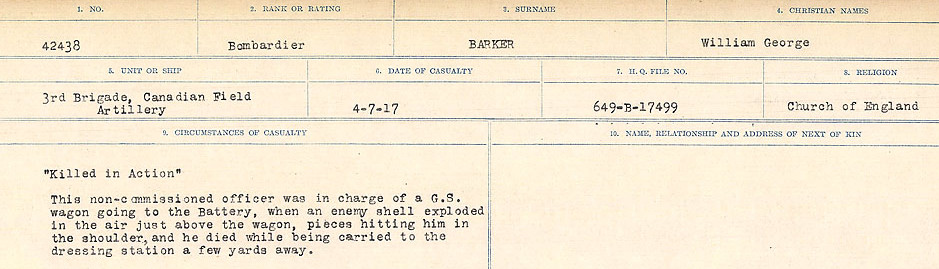 1. NO. 2. RANK OR RATING 3. SURNAME 4. CHRISTIAN NAMES
42438 Bombardier BARKER William George
5. UNIT OR SHIP 6. DATE OF CASUALTY 7. H. Q. FILE NO. 8. RELIGION
3rd Brigade, Canadian Field
Artillery 4-7-17 649-B-17499 Church of England
9. CIRCUMSTANCES OF CASUALTY 10. NAME, RELATIONSHIP AND ADDRESS OF NEXT OF KIN
"Killed in Action"
This non-commissioned officer was in charge of a G.S.
wagon going to the Battery, when an enemy shell exploded
in the air just above the wagon, pieces hitting him in
the shoulder, and he died while being carried to the
dressing station a few yards away.